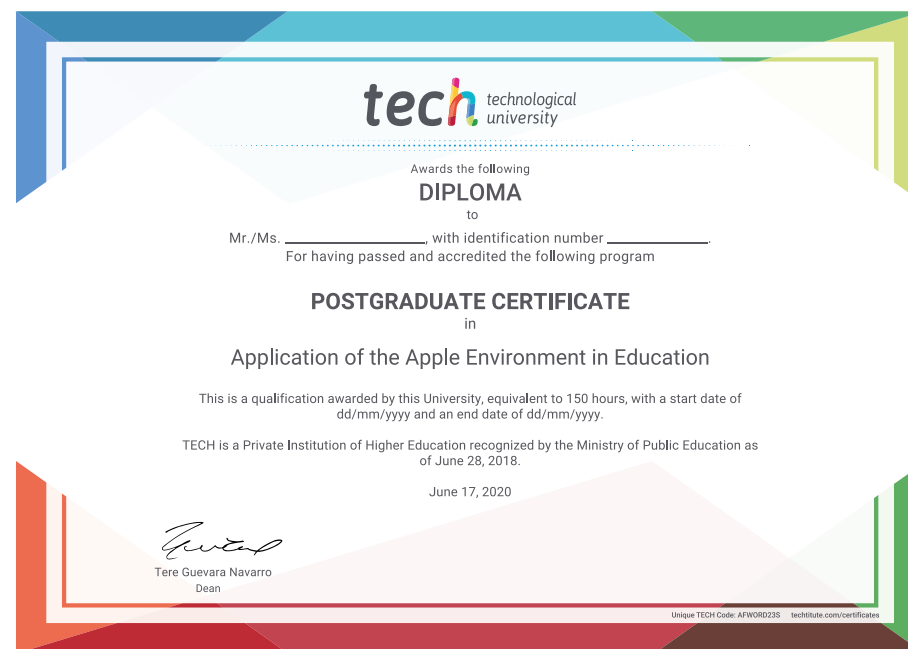 tech technological
university
Awards the following
DIPLOMA
to
Mr./Ms. ____________________, with identification number ______________.
For having passed and accredited the following program
POSTGRADUATE CERTIFICATE
in
Application of the Apple Environment in Education
This is a qualification awarded by this University, equivalent to 150 hours, with a start date of
dd/mm/yyyy and an end date of dd/mm/yyyy.
TECH is a Private Institution of Higher Education recognized by the Ministry of Public Education as
of June 28, 2018.
June 17, 2020
Tere Guevara Navarro
Dean
Unique TECH Code: AFWORD23S techtitute.com/certificates